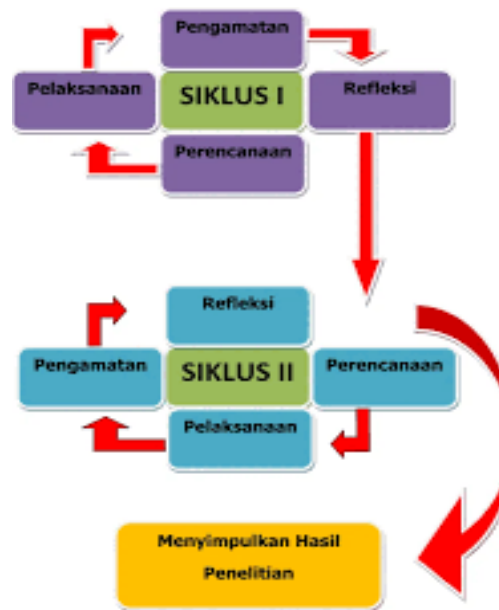 Pengamatan
Pelaksanaan
SIKLUS I
Refleksi
Perencanaan
Refleksi
Pengamatan
SIKLUS II
Perencanaan
Pelaksanaan
Menyimpulkan Hasil
Penelitian